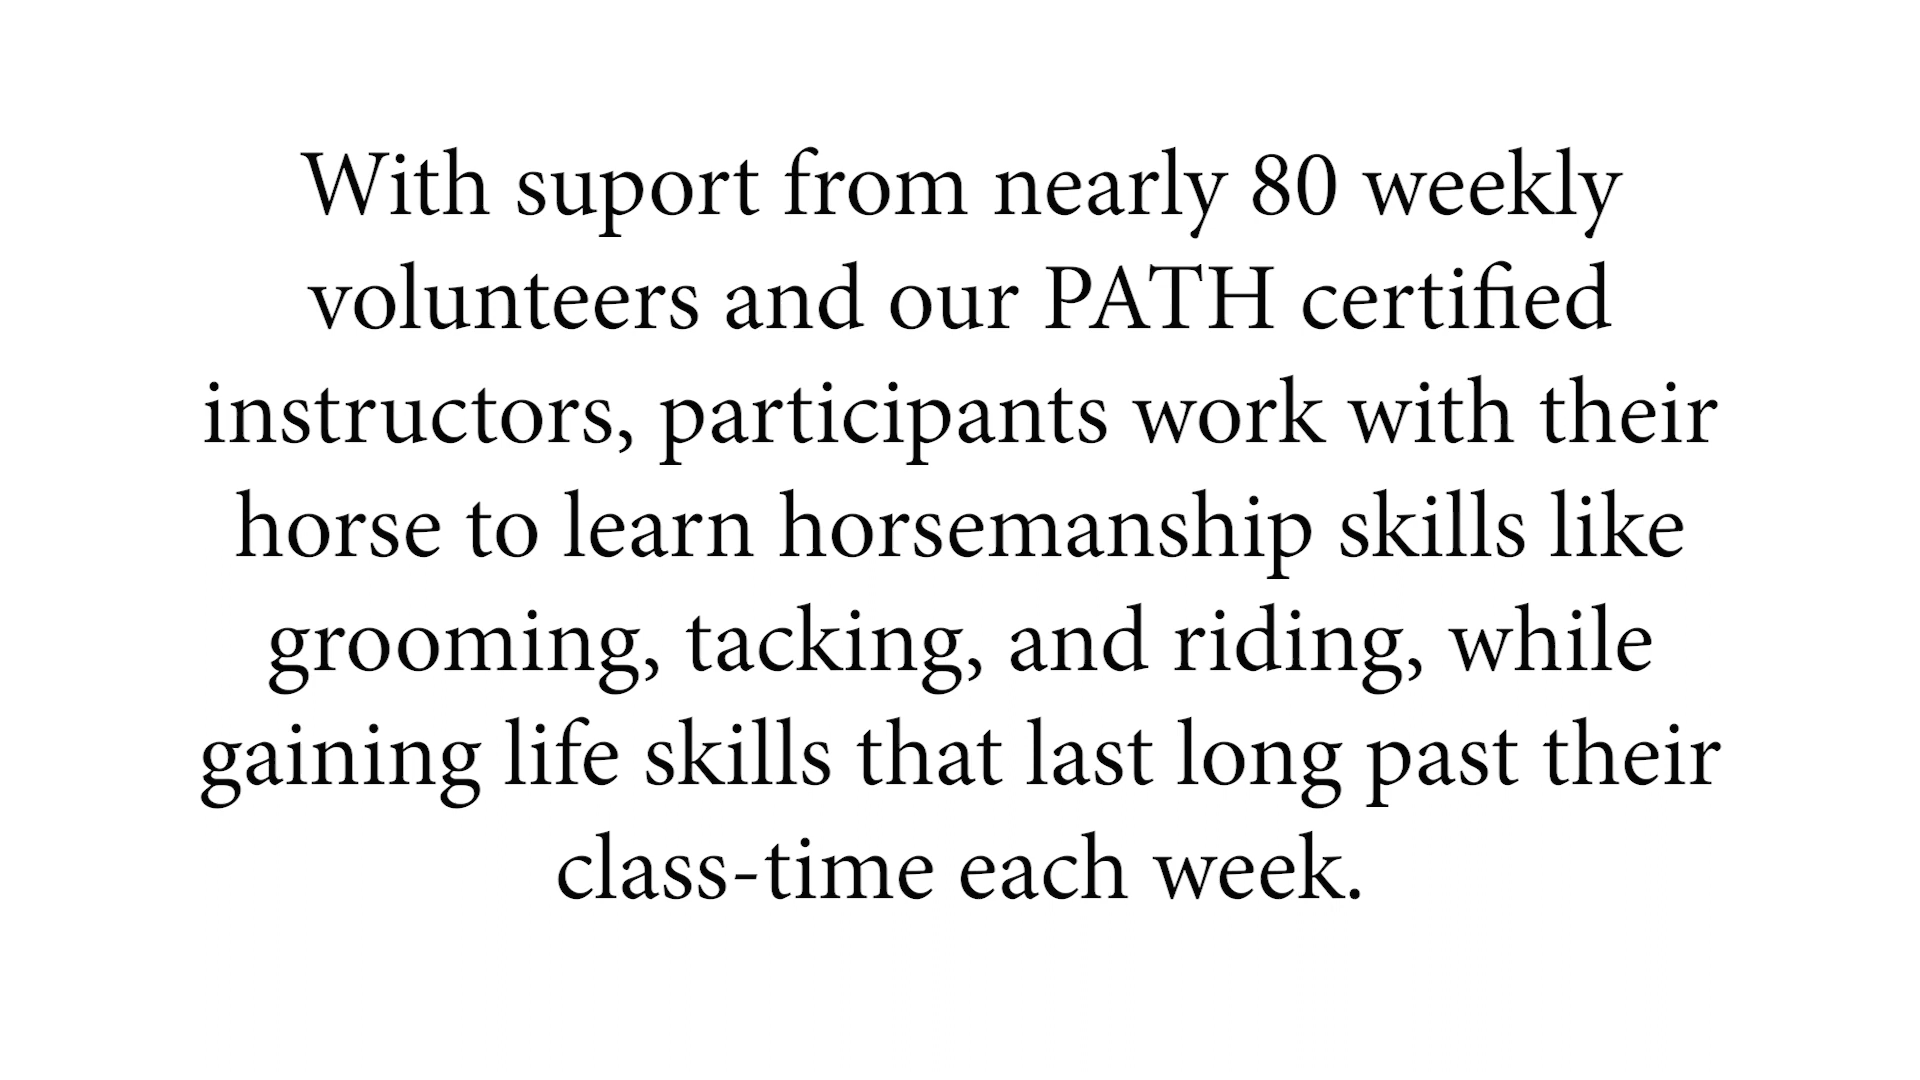 With suport from nearly 80 weekly
volunteers and our PATH certified
instructors, participants work with their
horse to learn horsemanship skills like
grooming, tacking, and riding, while
gaining life skills that last long past their
class-time each week.